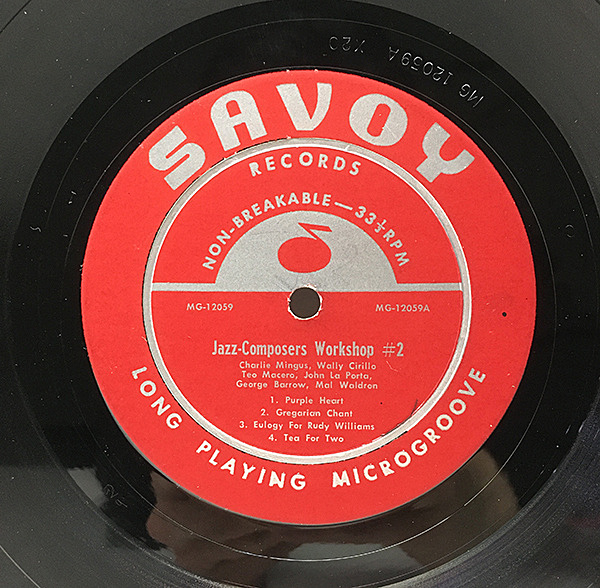 MG 12059A X20
SAVOY
RECORDS
NON-BREAKABLE—33⅓RPM
MG-12059
MG-12059A
Jazz-Composers Workshop #2
Charlie Mingus, Wally Cirillo
Teo Macero, John La Porta,
George Barrow, Mal Waldron
1. Purple Heart
2. Gregarian Chant
3. Eulogy For Rudy Williams
4. Tea For Two
LONG PLAYING MICROGROOVE